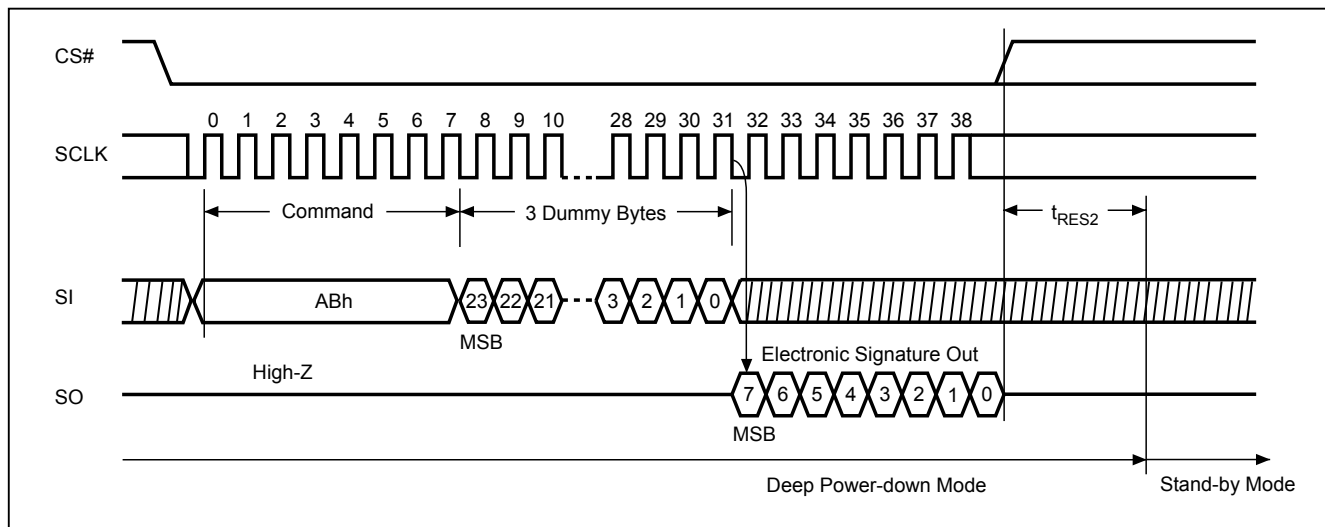 CS#
0 1 2 3 4 5 6 7 8 9 10 28 29 30 31 32 33 34 35 36 37 38
SCLK
Command
3 Dummy Bytes
tRES2
SI
ABh
23 22 21 3 2 1 0
MSB
Electronic Signature Out
High-Z
SO
7 6 5 4 3 2 1 0
MSB
Deep Power-down Mode
Stand-by Mode